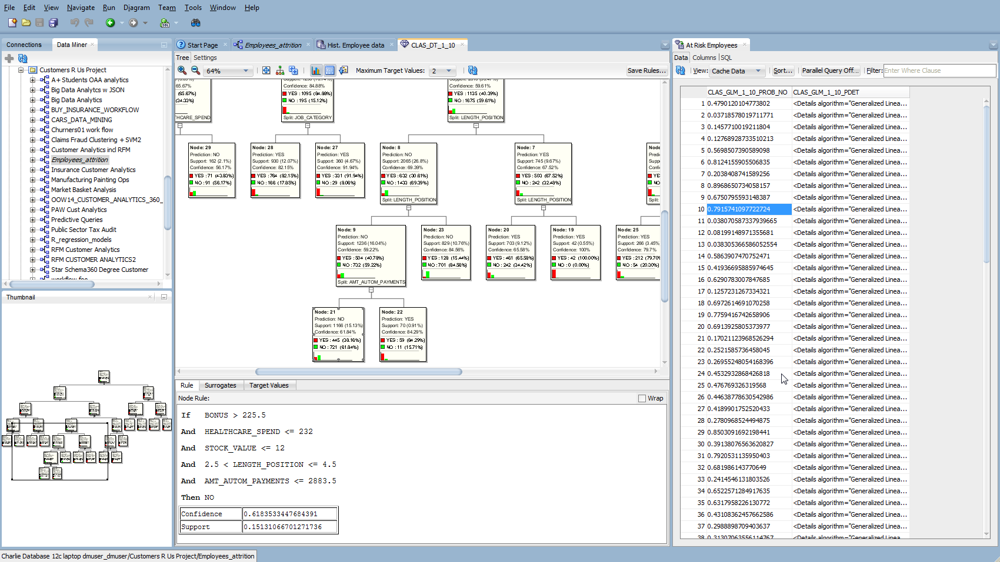 File Edit View Navigate Run Diagram Team Tools Window Help
Connections
Data Miner
Customers R Us Project
A+ Students OAA analytics
Big Data Analytcs w JSON
Big Data Analytics
BUY_INSURANCE_WORKFLOW
CARS_DATA_MINING
Churners01 work flow
Claims Fraud Clustering + SVM2
Customer Analytics incl RFM
Employees_attrition
Insurance Customer Analytics
Manufacturing Painting Ops
Market Basket Analysis
OOW14_CUSTOMER_ANALYTICS_360_
PAW Cust Analytics
Predictive Queries
Public Sector Tax Audit
R_regression_models
RFM Customer Analytics
RFM CUSTOMER ANALYTICS2
Star Schema360 Degree Customer
Thumbnail
Start Page
Employees_attrition
Hist. Employee data
CLAS_DT_1_10
Tree Settings
64%
Maximum Target Values: 2
Save Rules...
65.67%
(65.67%)
(34.33%)
HCARE_SPEND
Confidence: 84.88%
YES : 1095 (84.88%)
NO : 195 (15.12%)
Split: JOB_CATEGORY
Confidence: 59.61%
YES : 1135 (40.39%)
NO : 1675 (59.61%)
Split: LENGTH_POSITION
Node: 29
Prediction: NO
Support: 162 (2.1%)
Confidence: 56.17%
YES : 71 (43.83%)
NO : 91 (56.17%)
Node: 28
Prediction: YES
Support: 930 (12.07%)
Confidence: 82.15%
YES : 764 (82.15%)
NO : 166 (17.85%)
Node: 27
Prediction: YES
Support: 360 (4.67%)
Confidence: 91.94%
YES : 331 (91.94%)
NO : 29 (8.06%)
Node: 8
Prediction: NO
Support: 2065 (26.8%)
Confidence: 69.39%
YES : 632 (30.61%)
NO : 1433 (69.39%)
Split: LENGTH_POSITION
Node: 7
Prediction: YES
Support: 745 (9.67%)
Confidence: 67.52%
YES : 503 (67.52%)
NO : 242 (32.48%)
Split: LENGTH_POSITION
Node: 9
Prediction: NO
Support: 1236 (16.04%)
Confidence: 59.22%
YES : 504 (40.78%)
NO : 732 (59.22%)
Split: AMT_AUTOM_PAYMENTS
Node: 23
Prediction: NO
Support: 829 (10.76%)
Confidence: 84.56%
YES : 128 (15.44%)
NO : 701 (84.56%)
Node: 20
Prediction: YES
Support: 703 (9.12%)
Confidence: 65.58%
YES : 461 (65.58%)
NO : 242 (34.42%)
Node: 19
Prediction: YES
Support: 42 (0.55%)
Confidence: 100%
YES : 42 (100.00%)
NO : 0 (0.00%)
Node: 25
Prediction: YES
Support: 266 (3.45%
Confidence: 79.7%
YES : 212 (79.70%
NO : 54 (20.30%
Node: 21
Prediction: NO
Support: 1166 (15.13%)
Confidence: 61.84%
YES : 445 (38.16%)
NO : 721 (61.84%)
Node: 22
Prediction: YES
Support: 70 (0.91%)
Confidence: 84.29%
YES : 59 (84.29%)
NO : 11 (15.71%)
Rule Surrogates Target Values
Node Rule: Wrap
If BONUS > 225.5
And HEALTHCARE_SPEND <= 232
And STOCK_VALUE <= 12
And 2.5 < LENGTH_POSITION <= 4.5
And AMT_AUTOM_PAYMENTS <= 2883.5
Then NO
Confidence 0.6183533447684391
Support 0.15131066701271736
At Risk Employees
Data Columns SQL
View: Cache Data Sort... Parallel Query Off... Filter: Enter Where Clause
CLAS_GLM_1_10_PROB_NO CLAS_GLM_1_10_PDET
1 0.4790120104773802 <Details algorithm="Generalized Linea...
2 0.03718578019711771 <Details algorithm="Generalized Linea...
3 0.1457710019211804 <Details algorithm="Generalized Linea...
4 0.12768928733510213 <Details algorithm="Generalized Linea...
5 0.5698507390589098 <Details algorithm="Generalized Linea...
6 0.8124155905506835 <Details algorithm="Generalized Linea...
7 0.2038408741589256 <Details algorithm="Generalized Linea...
8 0.8968650734058157 <Details algorithm="Generalized Linea...
9 0.6750795593148387 <Details algorithm="Generalized Linea...
10 0.7915741097722724 <Details algorithm="Generalized Linea...
11 0.038070587337939665 <Details algorithm="Generalized Linea...
12 0.08199148971355681 <Details algorithm="Generalized Linea...
13 0.038305366586052554 <Details algorithm="Generalized Linea...
14 0.5863907470752471 <Details algorithm="Generalized Linea...
15 0.41936695885974645 <Details algorithm="Generalized Linea...
16 0.6290783007847685 <Details algorithm="Generalized Linea...
17 0.1257231267334321 <Details algorithm="Generalized Linea...
18 0.6972614691070258 <Details algorithm="Generalized Linea...
19 0.7759416742658906 <Details algorithm="Generalized Linea...
20 0.6913925805373977 <Details algorithm="Generalized Linea...
21 0.17021123968526294 <Details algorithm="Generalized Linea...
22 0.2521585736458045 <Details algorithm="Generalized Linea...
23 0.26955248054168396 <Details algorithm="Generalized Linea...
24 0.4532932868426818 <Details algorithm="Generalized Linea...
25 0.476769326319568 <Details algorithm="Generalized Linea...
26 0.44638778630542986 <Details algorithm="Generalized Linea...
27 0.4189901752520433 <Details algorithm="Generalized Linea...
28 0.2780968524494875 <Details algorithm="Generalized Linea...
29 0.8503091692198441 <Details algorithm="Generalized Linea...
30 0.39138076563620827 <Details algorithm="Generalized Linea...
31 0.7920531135950403 <Details algorithm="Generalized Linea...
32 0.681986143770649 <Details algorithm="Generalized Linea...
33 0.2414546131803526 <Details algorithm="Generalized Linea...
34 0.6522571284917635 <Details algorithm="Generalized Linea...
35 0.6317958226130772 <Details algorithm="Generalized Linea...
36 0.43108362457662586 <Details algorithm="Generalized Linea...
37 0.2988898709403637 <Details algorithm="Generalized Linea...
38 0.31307063556114767 <Details algorithm="Generalized Linea...
Charlie Database 12c laptop dmuser_dmuser/Customers R Us Project/Employees_attrition